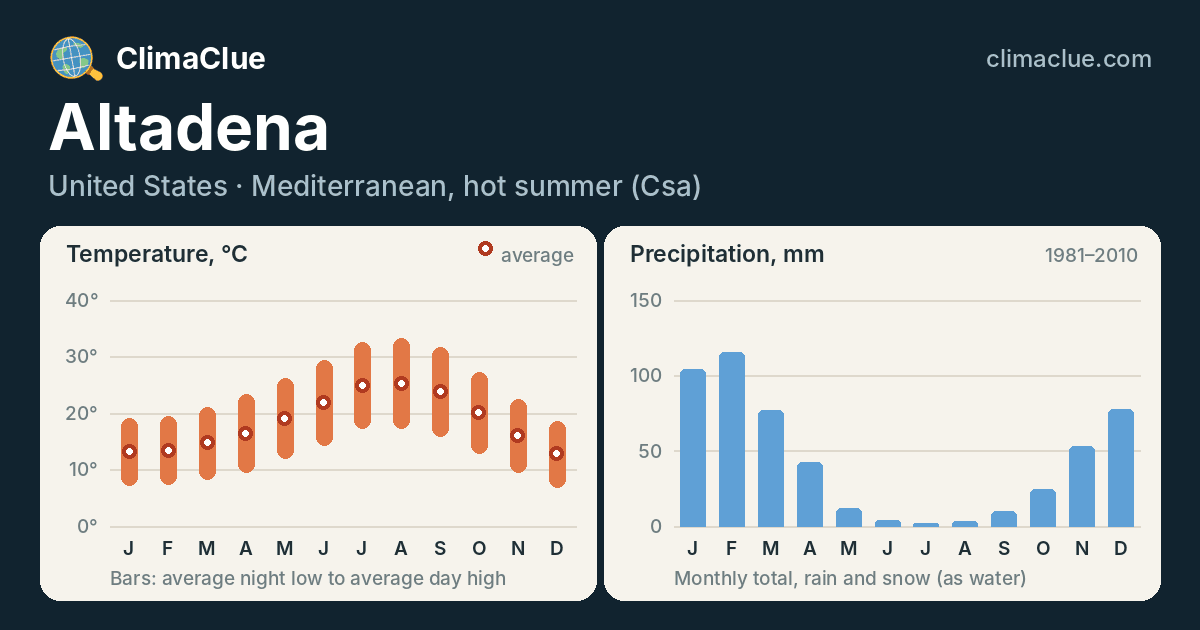 ClimaClue
climaclue.com
Altadena
United States · Mediterranean, hot summer (Csa)
Temperature, °C
average
40°
30°
20°
10°
0°
J F M A M J J A S O N D
Bars: average night low to average day high
Precipitation, mm
1981–2010
150
100
50
0
J F M A M J J A S O N D
Monthly total, rain and snow (as water)